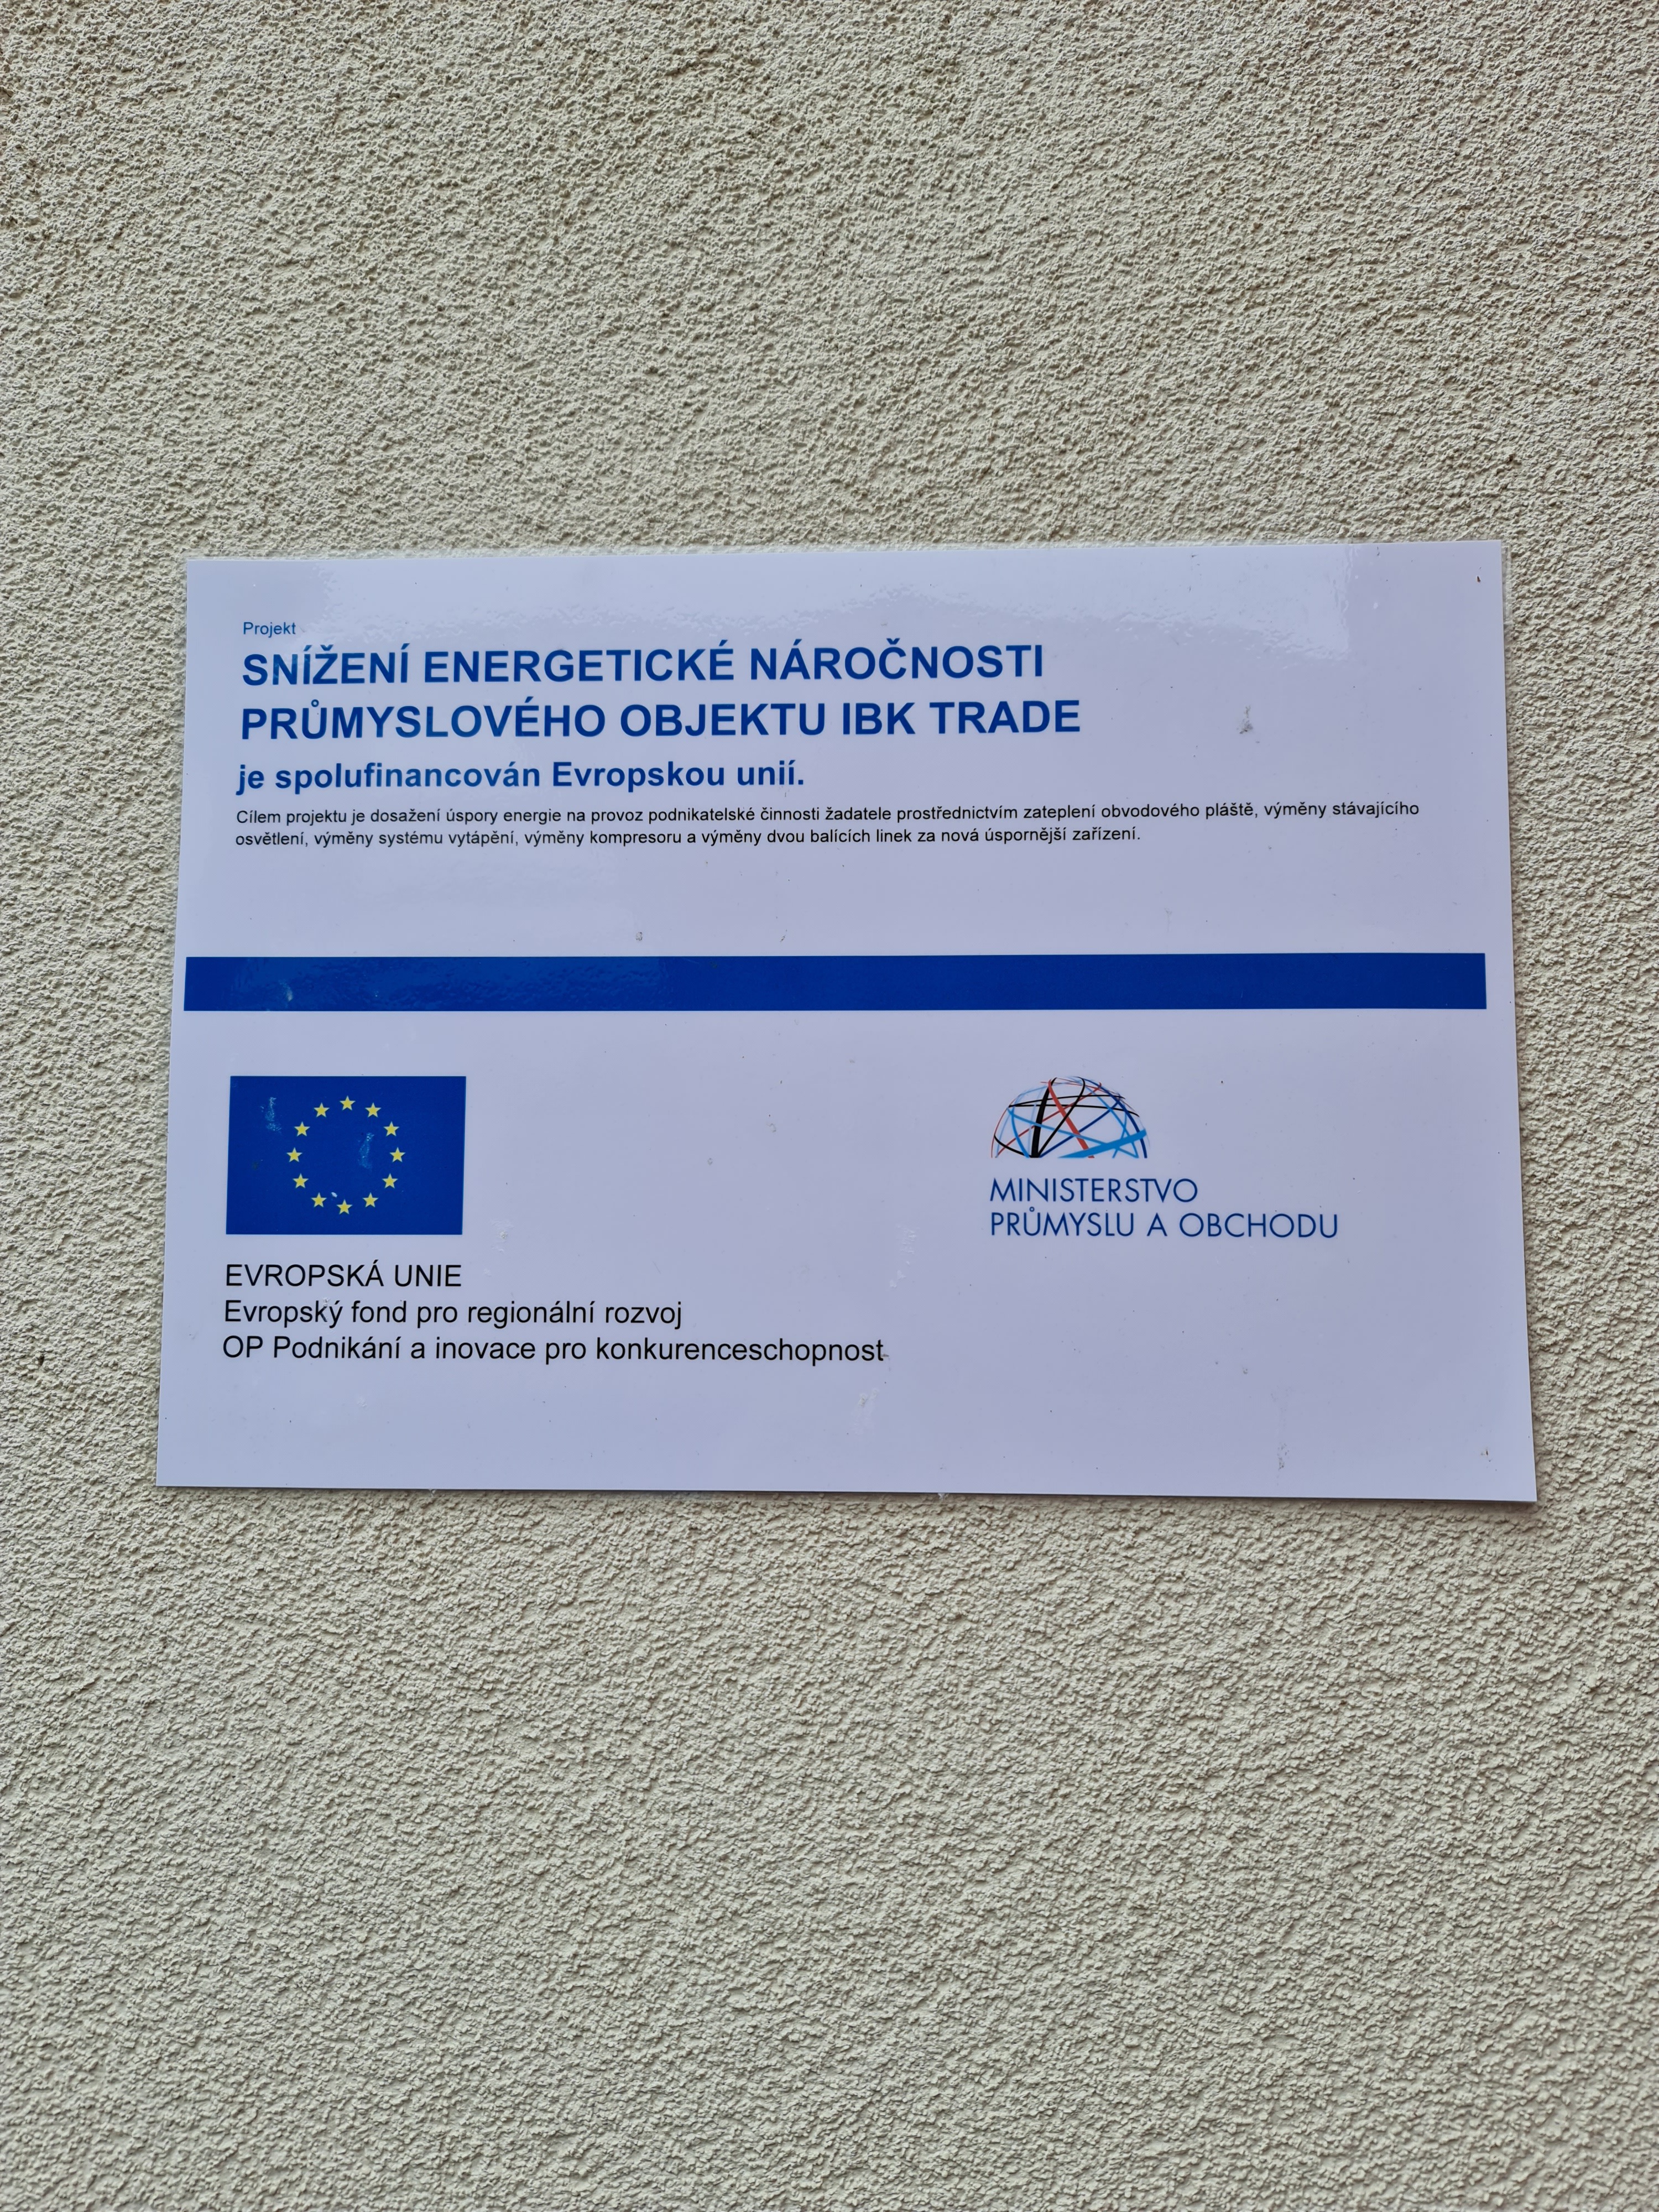 Projekt
SNÍŽENÍ ENERGETICKÉ NÁROČNOSTI
PRŮMYSLOVÉHO OBJEKTU IBK TRADE
je spolufinancován Evropskou unií.
Cílem projektu je dosažení úspory energie na provoz podnikatelské činnosti žadatele prostřednictvím zateplení obvodového pláště, výměny stávajícího
osvětlení, výměny systému vytápění, výměny kompresoru a výměny dvou balících linek za nová úspornější zařízení.
EVROPSKÁ UNIE
Evropský fond pro regionální rozvoj
OP Podnikání a inovace pro konkurenceschopnost
MINISTERSTVO
PRŮMYSLU A OBCHODU